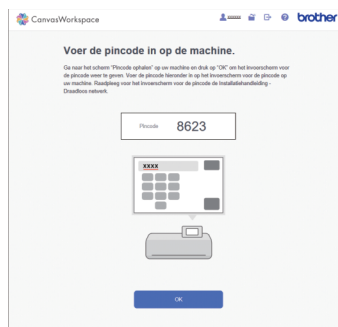 CanvasWorkspace
brother
Voer de pincode in op de machine.
Ga naar het scherm "Pincode ophalen" op uw machine en druk op "OK" om het invoerscherm voor
de pincode weer te geven. Voer de pincode hieronder in op het invoerscherm voor de pincode op
uw machine. Raadpleeg voor het invoerscherm voor de pincode de Installatiehandleiding -
Draadloos netwerk.
Pincode 8623
XXXX
OK